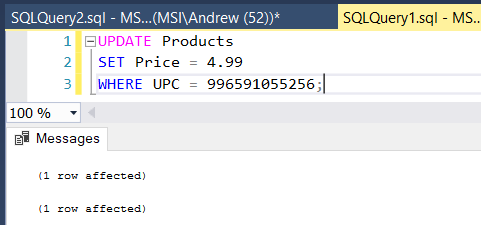 SQLQuery2.sql - MS...(MSI\Andrew (52))*
SQLQuery1.sql - MS...
1 UPDATE Products
2 SET Price = 4.99
3 WHERE UPC = 996591055256;
100 %
Messages
(1 row affected)
(1 row affected)